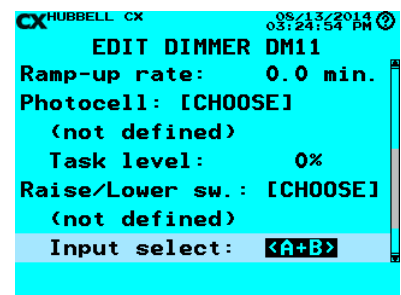 CX HUBBELL CX 08/13/2014
03:24:54 PM ?
EDIT DIMMER DM11
Ramp-up rate: 0.0 min.
Photocell: [CHOOSE]
(not defined)
Task level: 0%
Raise/Lower sw.: [CHOOSE]
(not defined)
Input select: <A+B>